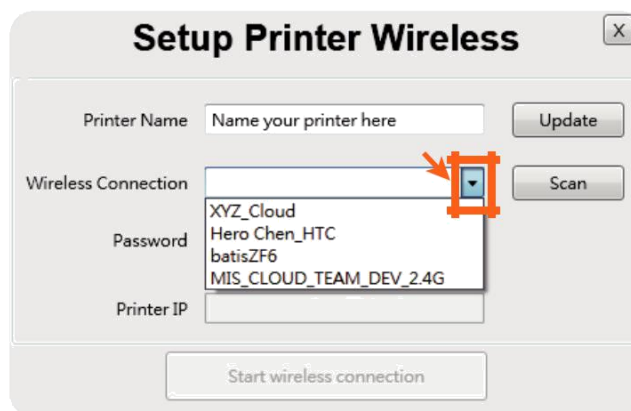 Setup Printer Wireless
X
Printer Name Name your printer here Update
Wireless Connection Scan
XYZ_Cloud
Hero Chen_HTC
Password
batisZF6
MIS_CLOUD_TEAM_DEV_2.4G
Printer IP
Start wireless connection